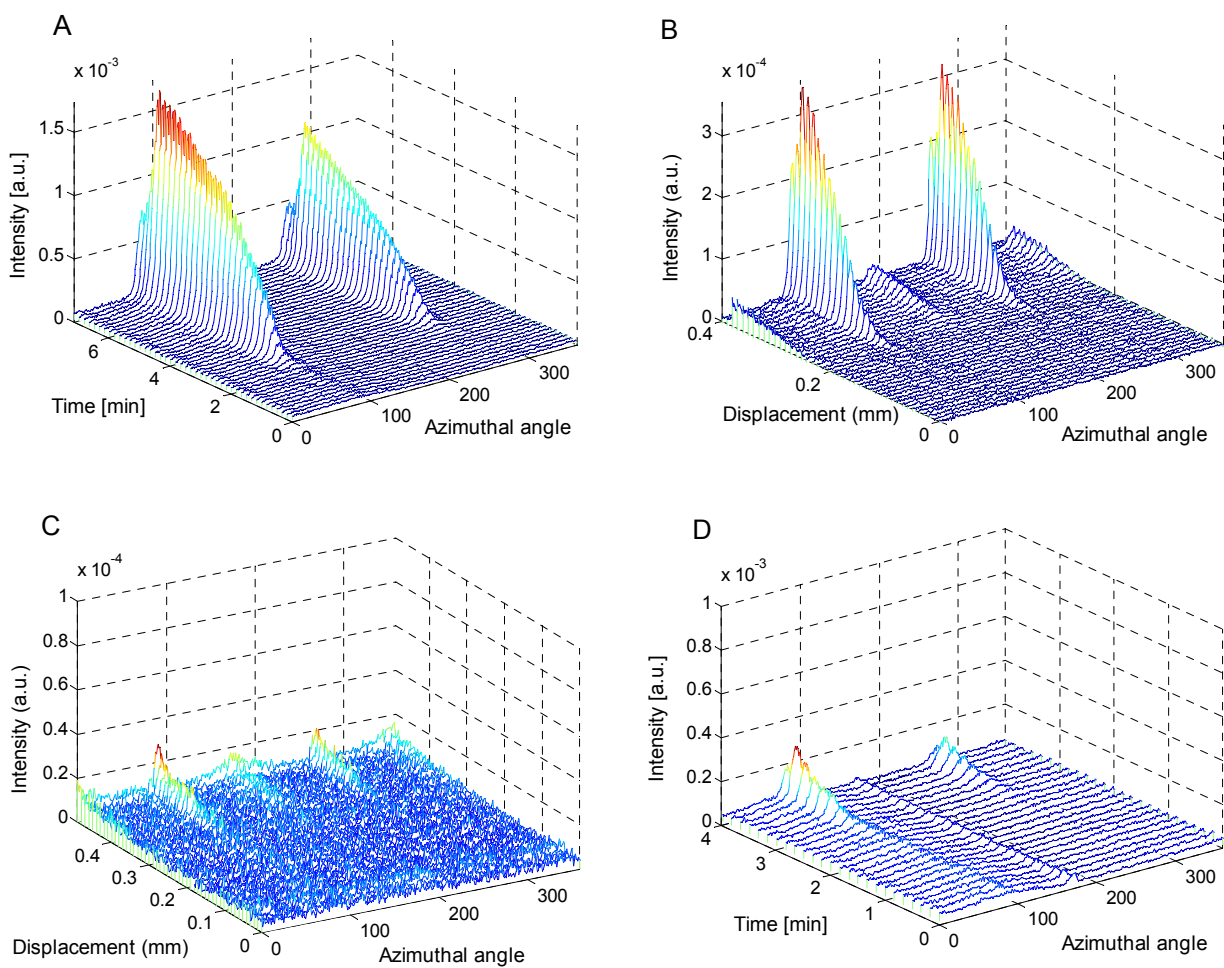 A
x 10-3
1.5
1
0.5
0
Intensity [a.u.]
6
4
2
0
Time [min]
0
100
200
300
Azimuthal angle
B
x 10-4
3
2
1
0
Intensity (a.u.)
0.4
0.2
0
Displacement (mm)
0
100
200
300
Azimuthal angle
C
x 10-4
1
0.8
0.6
0.4
0.2
0
Intensity (a.u.)
0.4
0.3
0.2
0.1
0
Displacement (mm)
0
100
200
300
Azimuthal angle
D
x 10-3
1
0.8
0.6
0.4
0.2
0
Intensity [a.u.]
4
3
2
1
0
Time [min]
0
100
200
300
Azimuthal angle